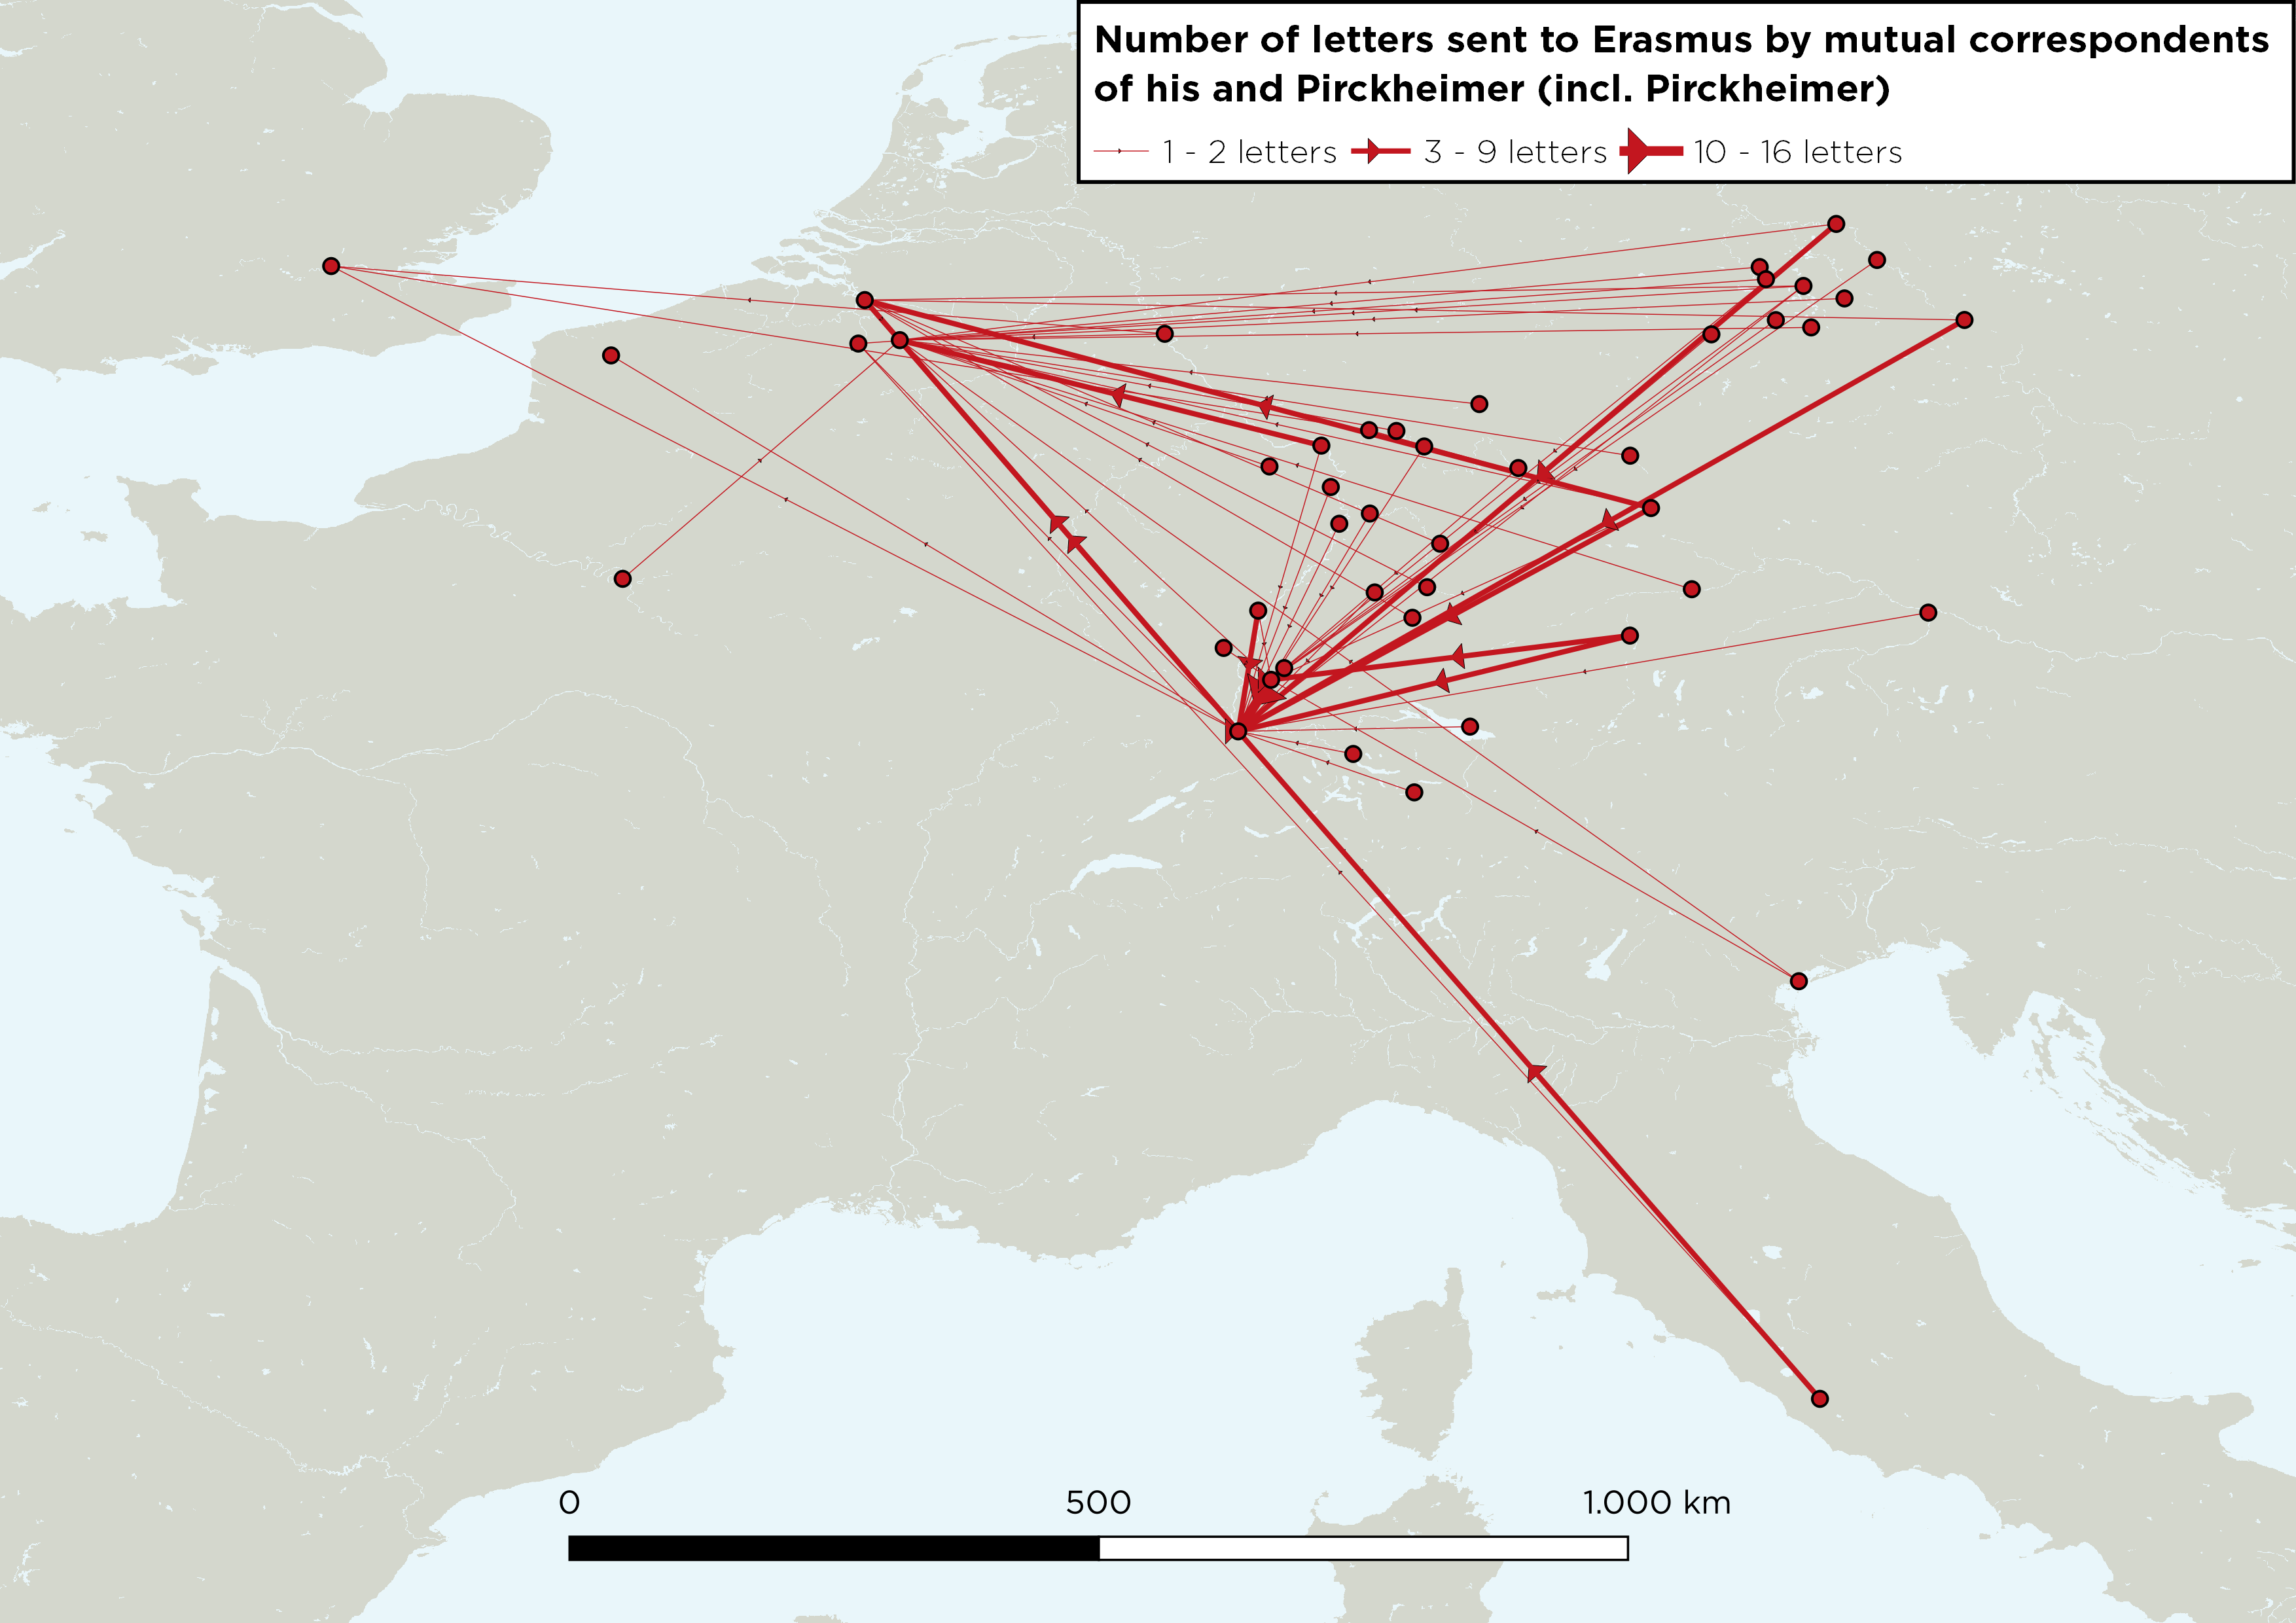 Number of letters sent to Erasmus by mutual correspondents
of his and Pirckheimer (incl. Pirckheimer)
1 - 2 letters 3 - 9 letters 10 - 16 letters
0 500 1.000 km